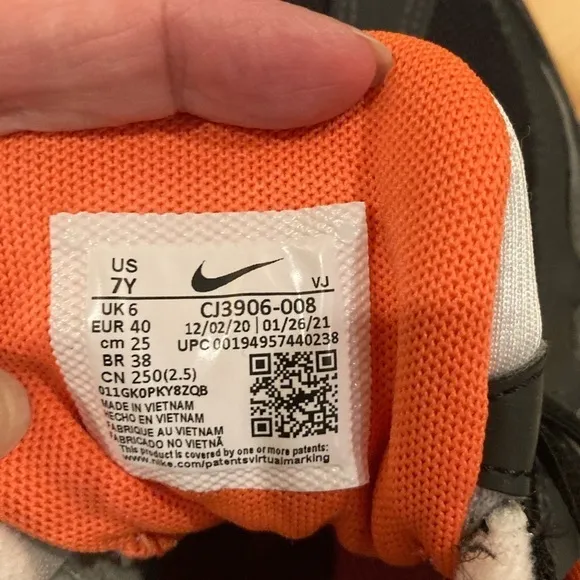 US
7Y
VJ
UK 6
CJ3906-008
EUR 40
12/02/20 | 01/26/21
cm 25
UPC 00194957440238
BR 38
CN 250(2.5)
011GK0PKY8ZQB
MADE IN VIETNAM
HECHO EN VIETNAM
FABRIQUE AU VIETNAM
FABRICADO NO VIETNÃ
This product is covered by one or more patents:
www.nike.com/patentsvirtualmarking